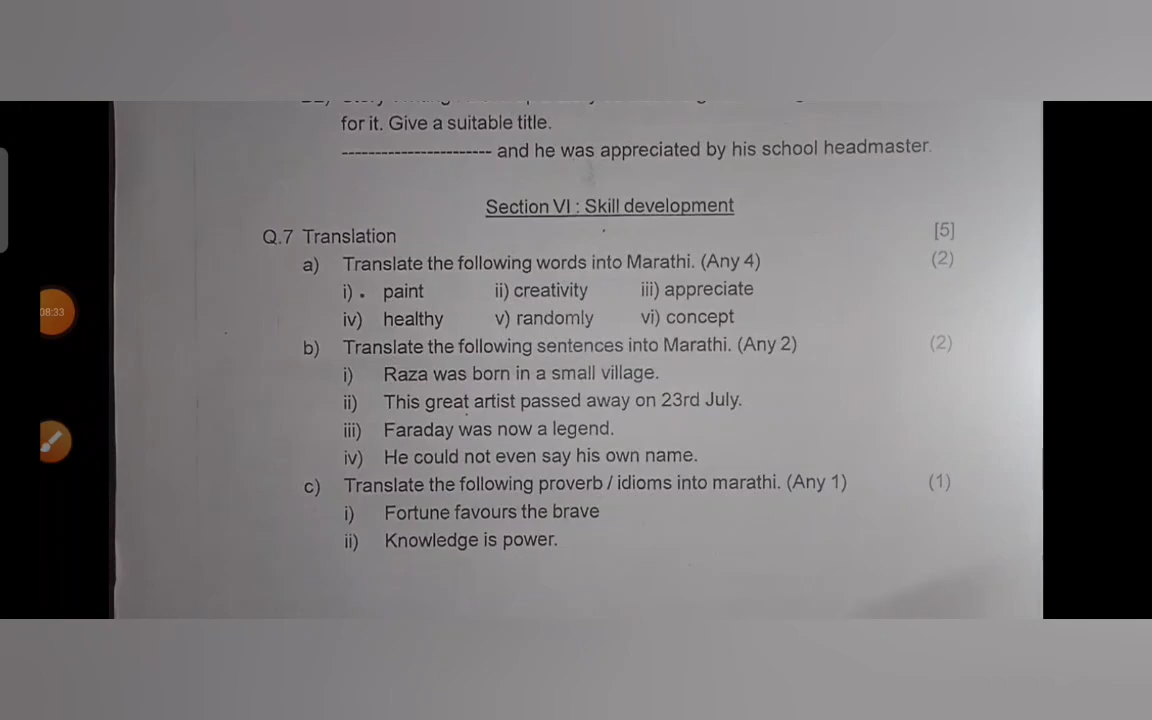 for it. Give a suitable title.
----------------------- and he was appreciated by his school headmaster.
Section VI : Skill development
Q.7 Translation [5]
a) Translate the following words into Marathi. (Any 4) (2)
i) paint ii) creativity iii) appreciate
iv) healthy v) randomly vi) concept
b) Translate the following sentences into Marathi. (Any 2) (2)
i) Raza was born in a small village.
ii) This great artist passed away on 23rd July.
iii) Faraday was now a legend.
iv) He could not even say his own name.
c) Translate the following proverb / idioms into marathi. (Any 1) (1)
i) Fortune favours the brave
ii) Knowledge is power.
08:33